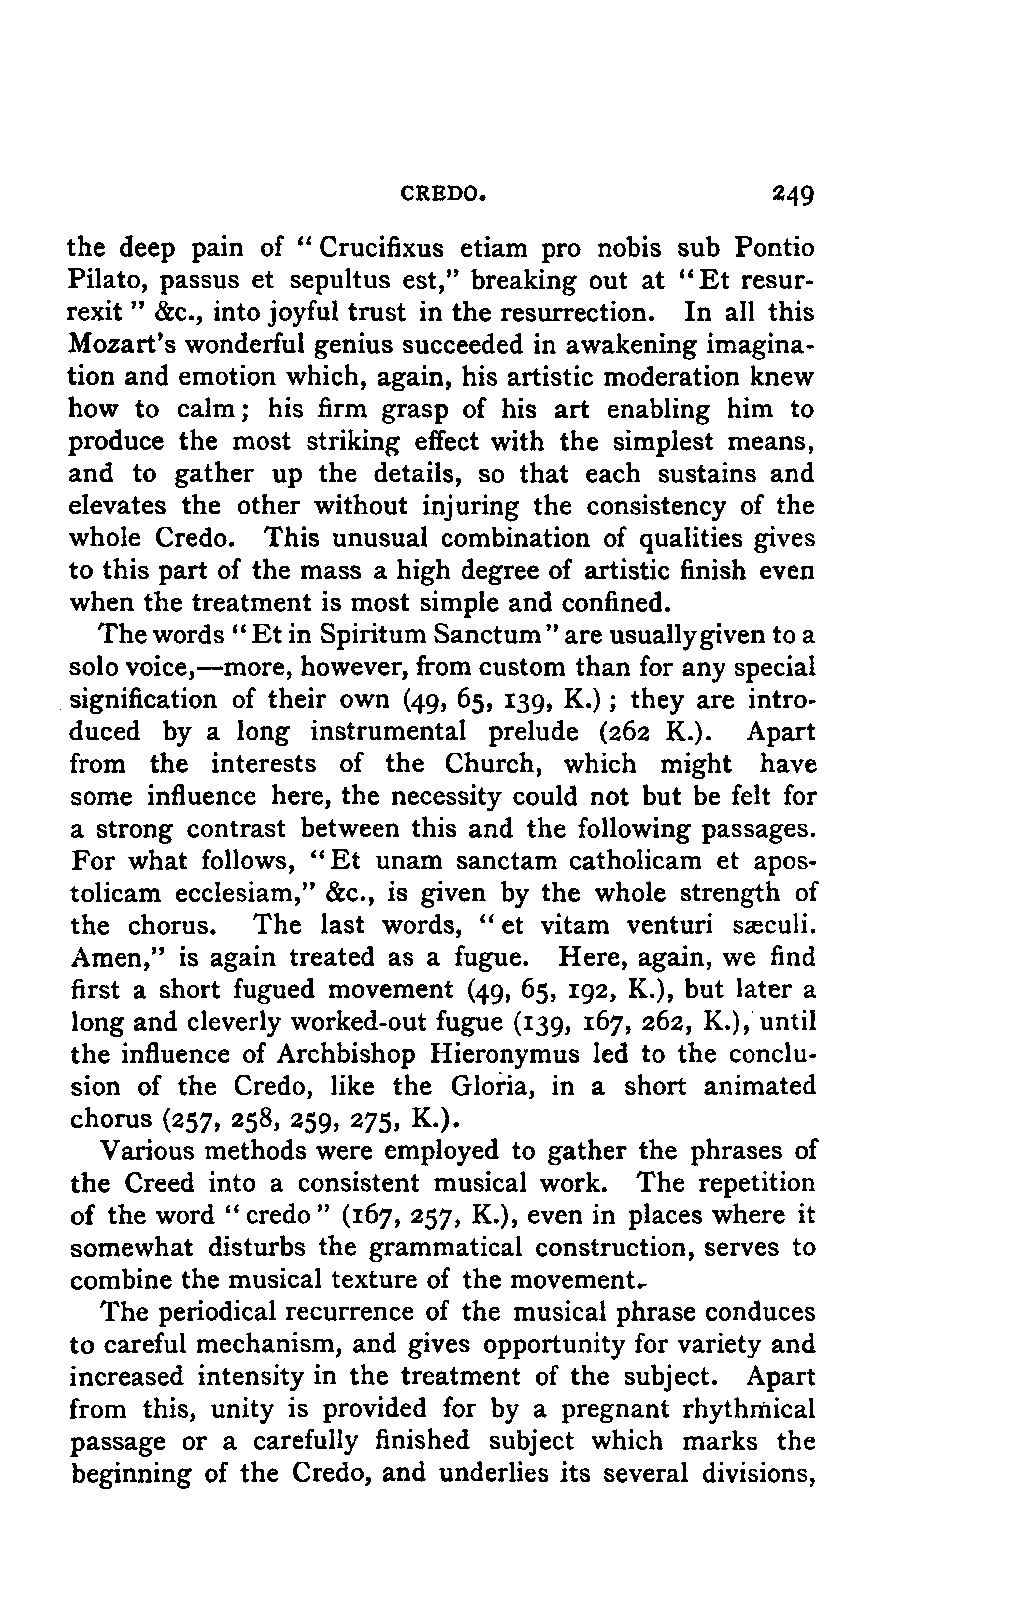 CREDO. 249
the deep pain of “Crucifixus etiam pro nobis sub Pontio
Pilato, passus et sepultus est,” breaking out at “Et resur-
rexit” &c., into joyful trust in the resurrection. In all this
Mozart’s wonderful genius succeeded in awakening imagina-
tion and emotion which, again, his artistic moderation knew
how to calm; his firm grasp of his art enabling him to
produce the most striking effect with the simplest means,
and to gather up the details, so that each sustains and
elevates the other without injuring the consistency of the
whole Credo. This unusual combination of qualities gives
to this part of the mass a high degree of artistic finish even
when the treatment is most simple and confined.
The words “Et in Spiritum Sanctum” are usually given to a
solo voice,—more, however, from custom than for any special
signification of their own (49, 65, 139, K.); they are intro-
duced by a long instrumental prelude (262 K.). Apart
from the interests of the Church, which might have
some influence here, the necessity could not but be felt for
a strong contrast between this and the following passages.
For what follows, “Et unam sanctam catholicam et apos-
tolicam ecclesiam,” &c., is given by the whole strength of
the chorus. The last words, “et vitam venturi sæculi.
Amen,” is again treated as a fugue. Here, again, we find
first a short fugued movement (49, 65, 192, K.), but later a
long and cleverly worked-out fugue (139, 167, 262, K.), until
the influence of Archbishop Hieronymus led to the conclu-
sion of the Credo, like the Gloria, in a short animated
chorus (257, 258, 259, 275, K.).
Various methods were employed to gather the phrases of
the Creed into a consistent musical work. The repetition
of the word “credo” (167, 257, K.), even in places where it
somewhat disturbs the grammatical construction, serves to
combine the musical texture of the movement.
The periodical recurrence of the musical phrase conduces
to careful mechanism, and gives opportunity for variety and
increased intensity in the treatment of the subject. Apart
from this, unity is provided for by a pregnant rhythmical
passage or a carefully finished subject which marks the
beginning of the Credo, and underlies its several divisions,